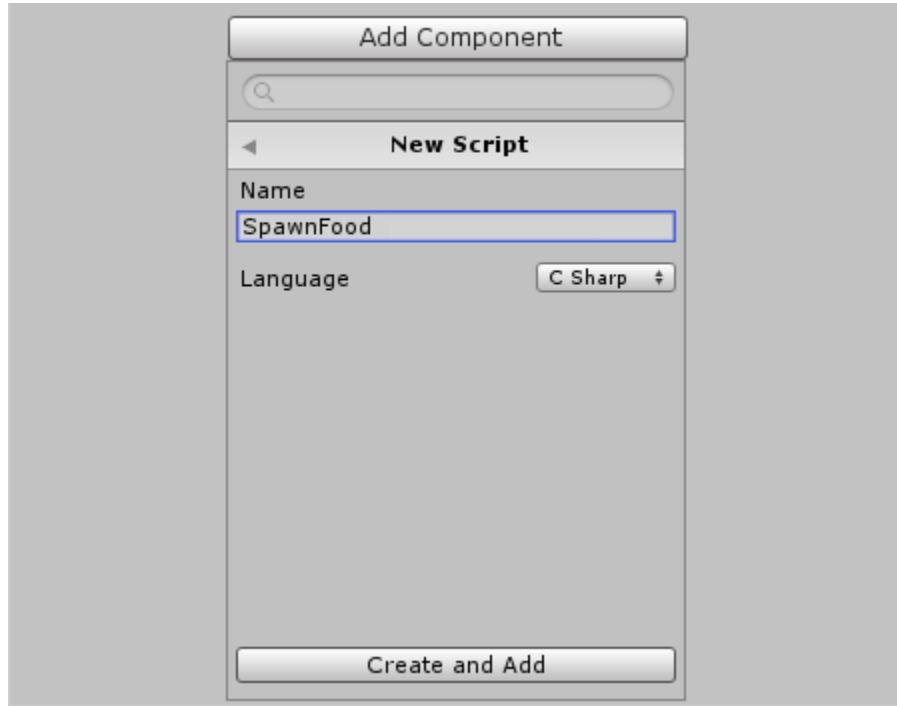 Add Component
New Script
Name
SpawnFood
Language
C Sharp
Create and Add